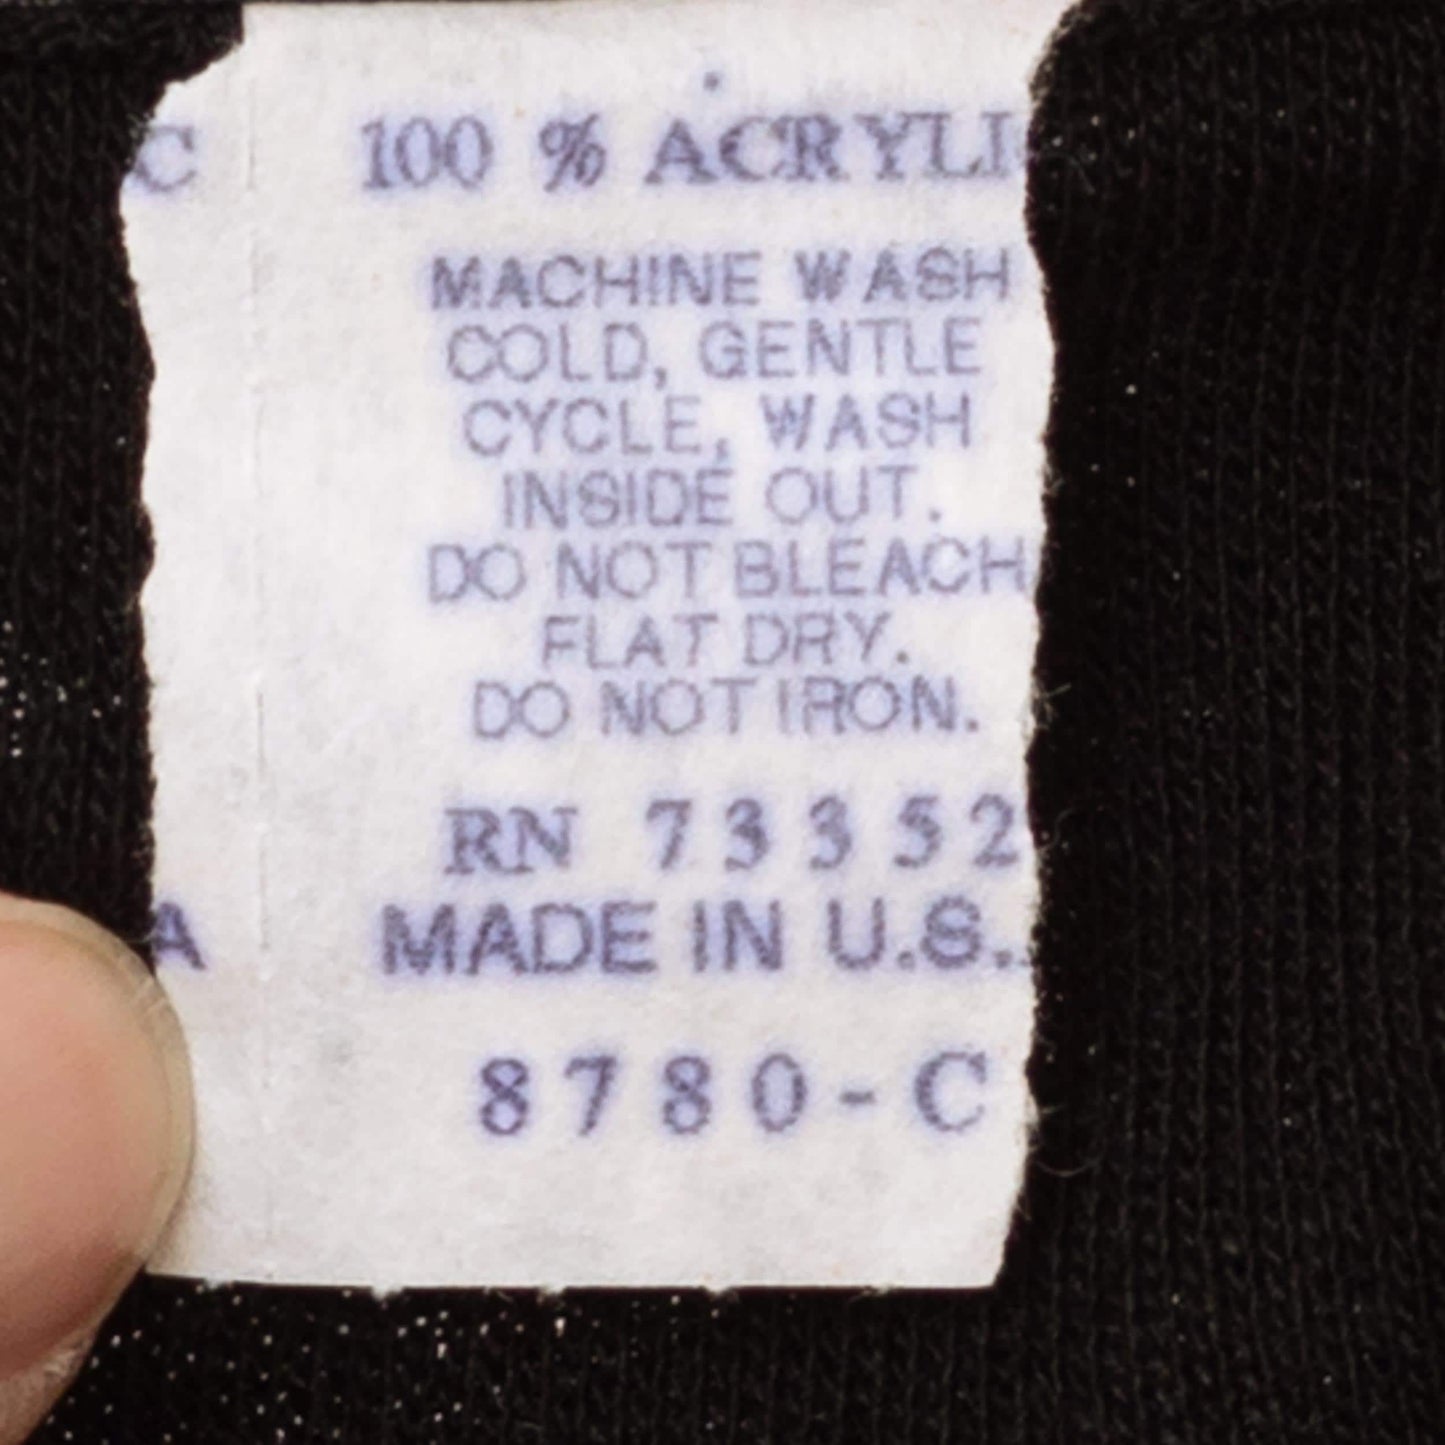 C 100 % ACRYLI
MACHINE WASH
COLD, GENTLE
CYCLE, WASH
INSIDE OUT.
DO NOT BLEACH
FLAT DRY.
DO NOT IRON.
RN 73352
A MADE IN U.S.
8780-C